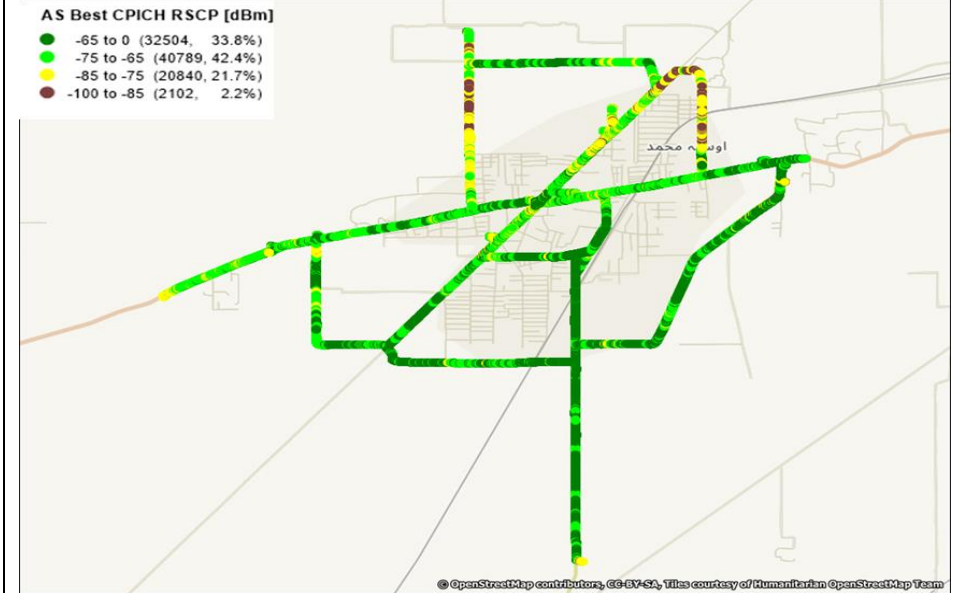 AS Best CPICH RSCP [dBm]
-65 to 0 (32504, 33.8%)
-75 to -65 (40789, 42.4%)
-85 to -75 (20840, 21.7%)
-100 to -85 (2102, 2.2%)
اوسته محمد
© OpenStreetMap contributors, CC-BY-SA, Tiles courtesy of Humanitarian OpenStreetMap Team